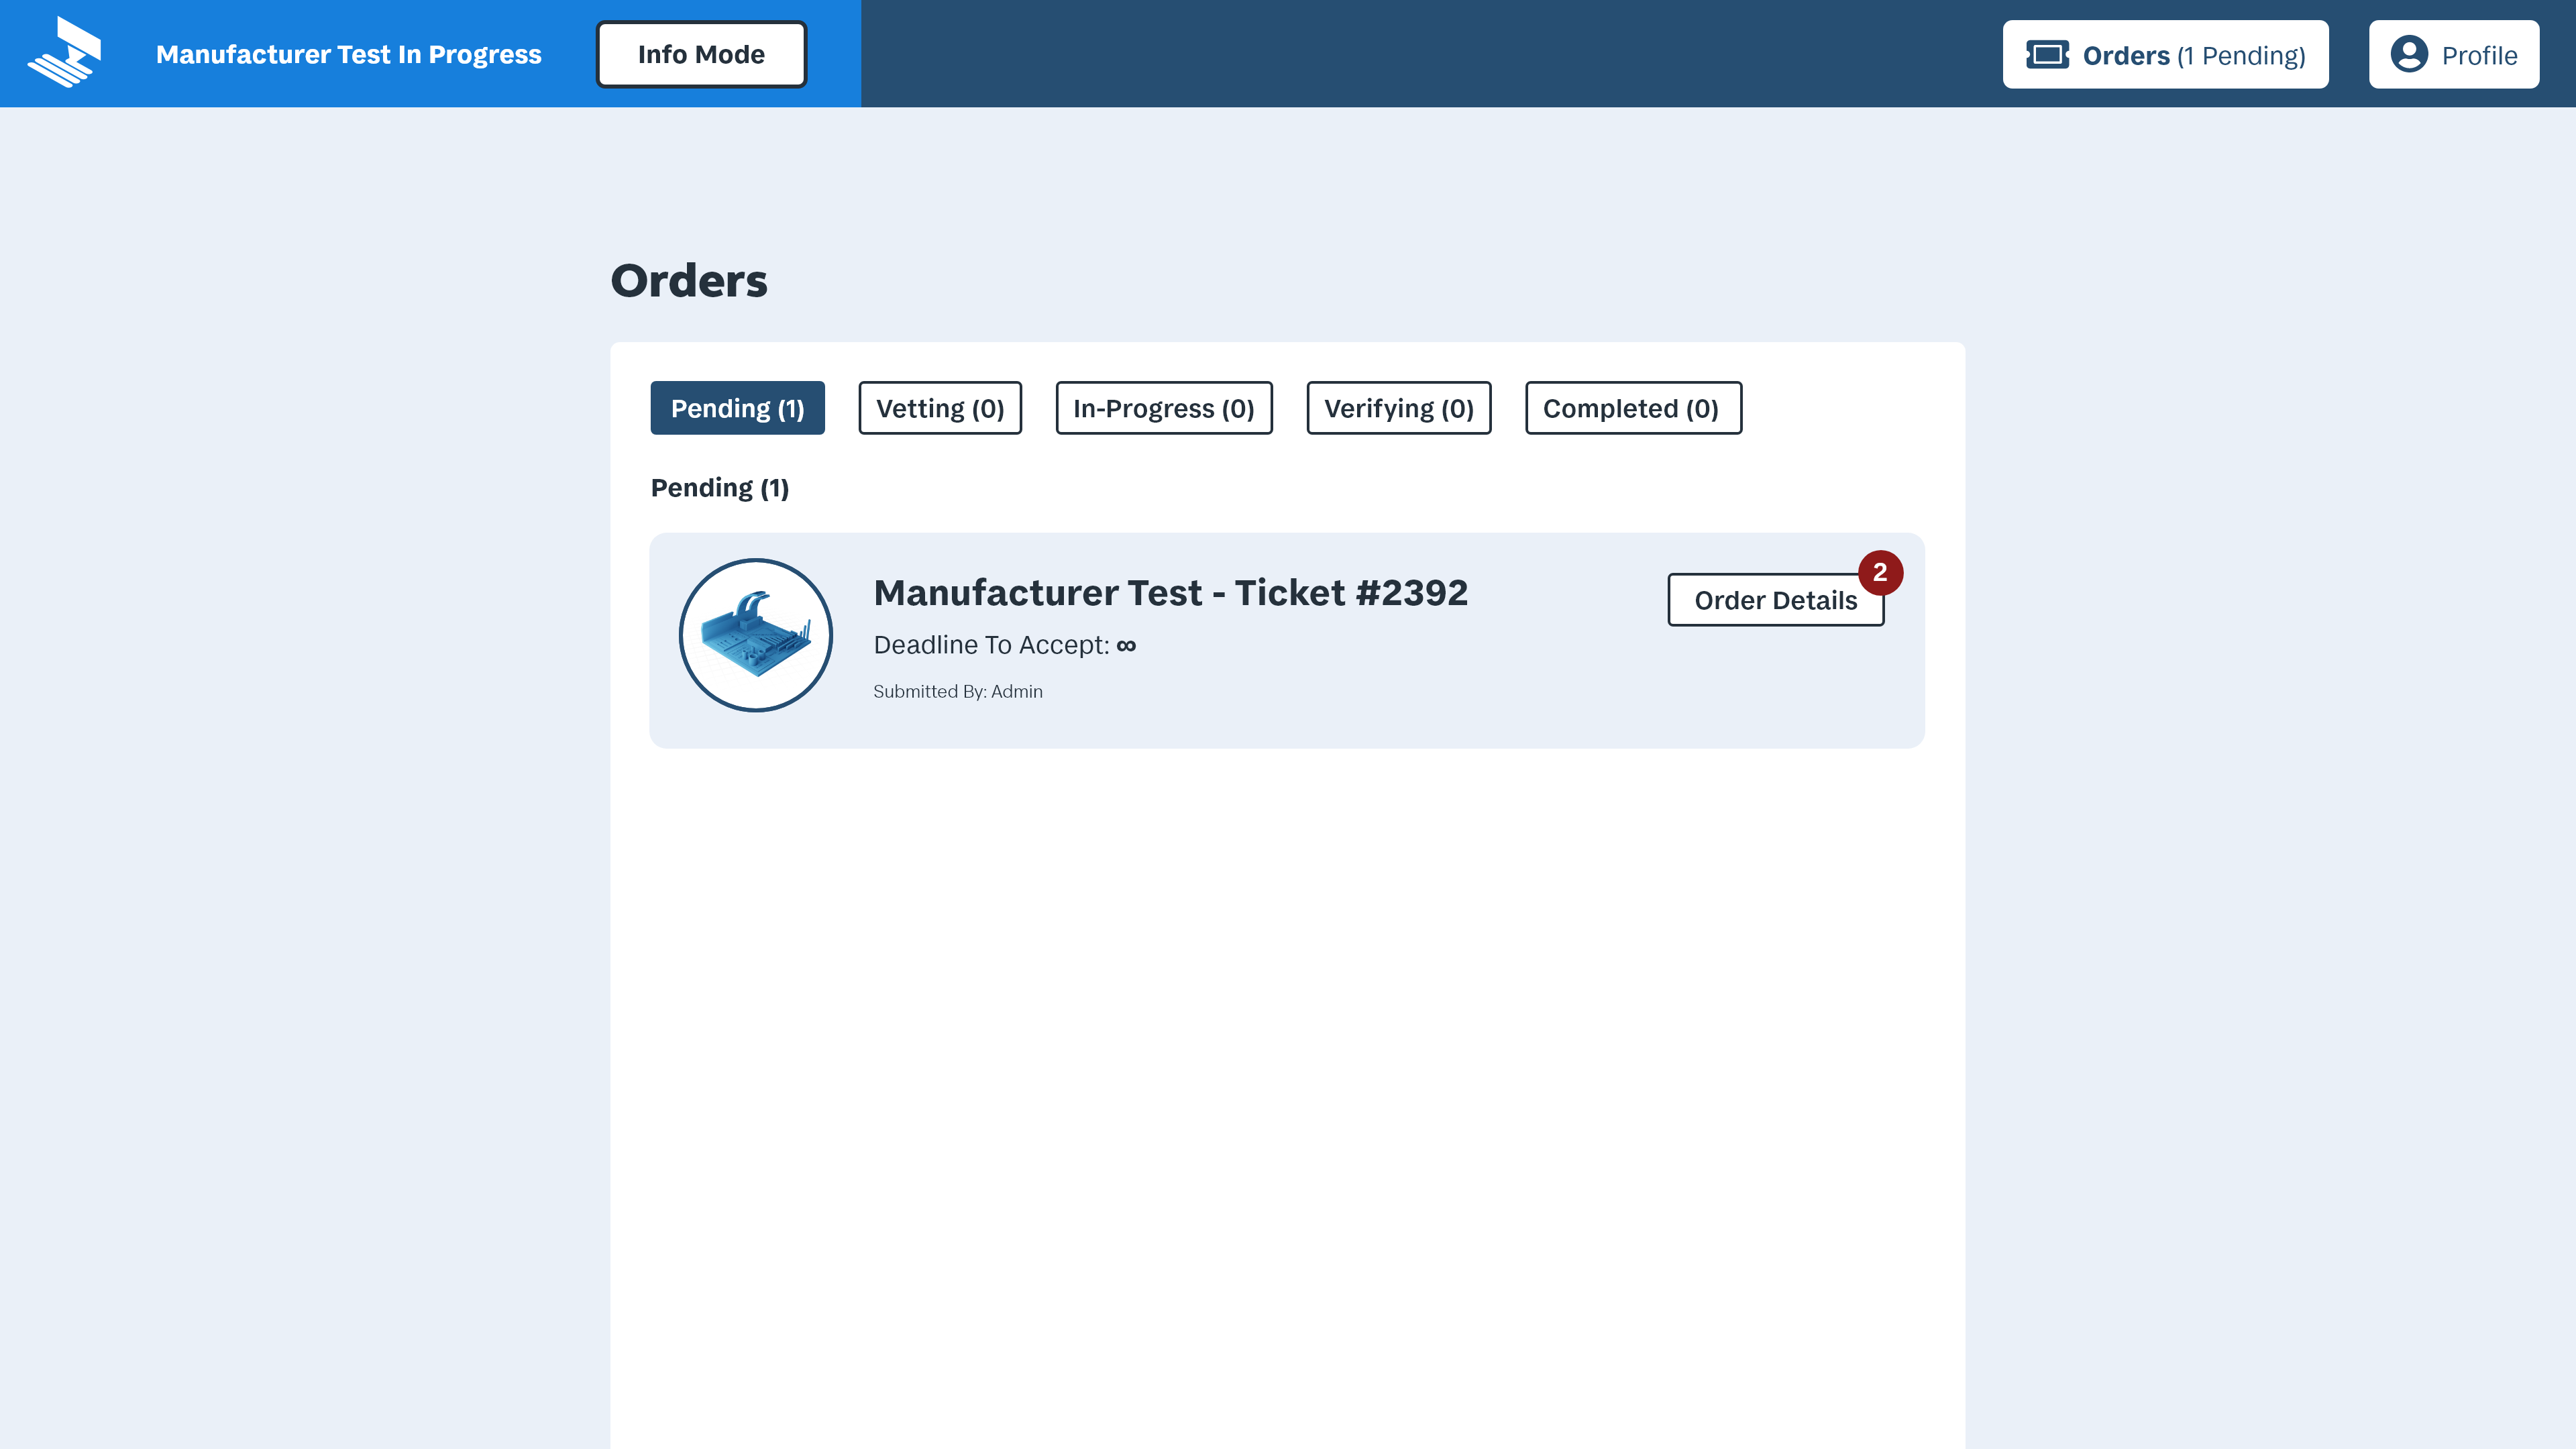 Manufacturer Test In Progress
Info Mode
Orders (1 Pending)
Profile
Orders
Pending (1)
Vetting (0)
In-Progress (0)
Verifying (0)
Completed (0)
Pending (1)
Manufacturer Test - Ticket #2392
Order Details
2
Deadline To Accept: ∞
Submitted By: Admin